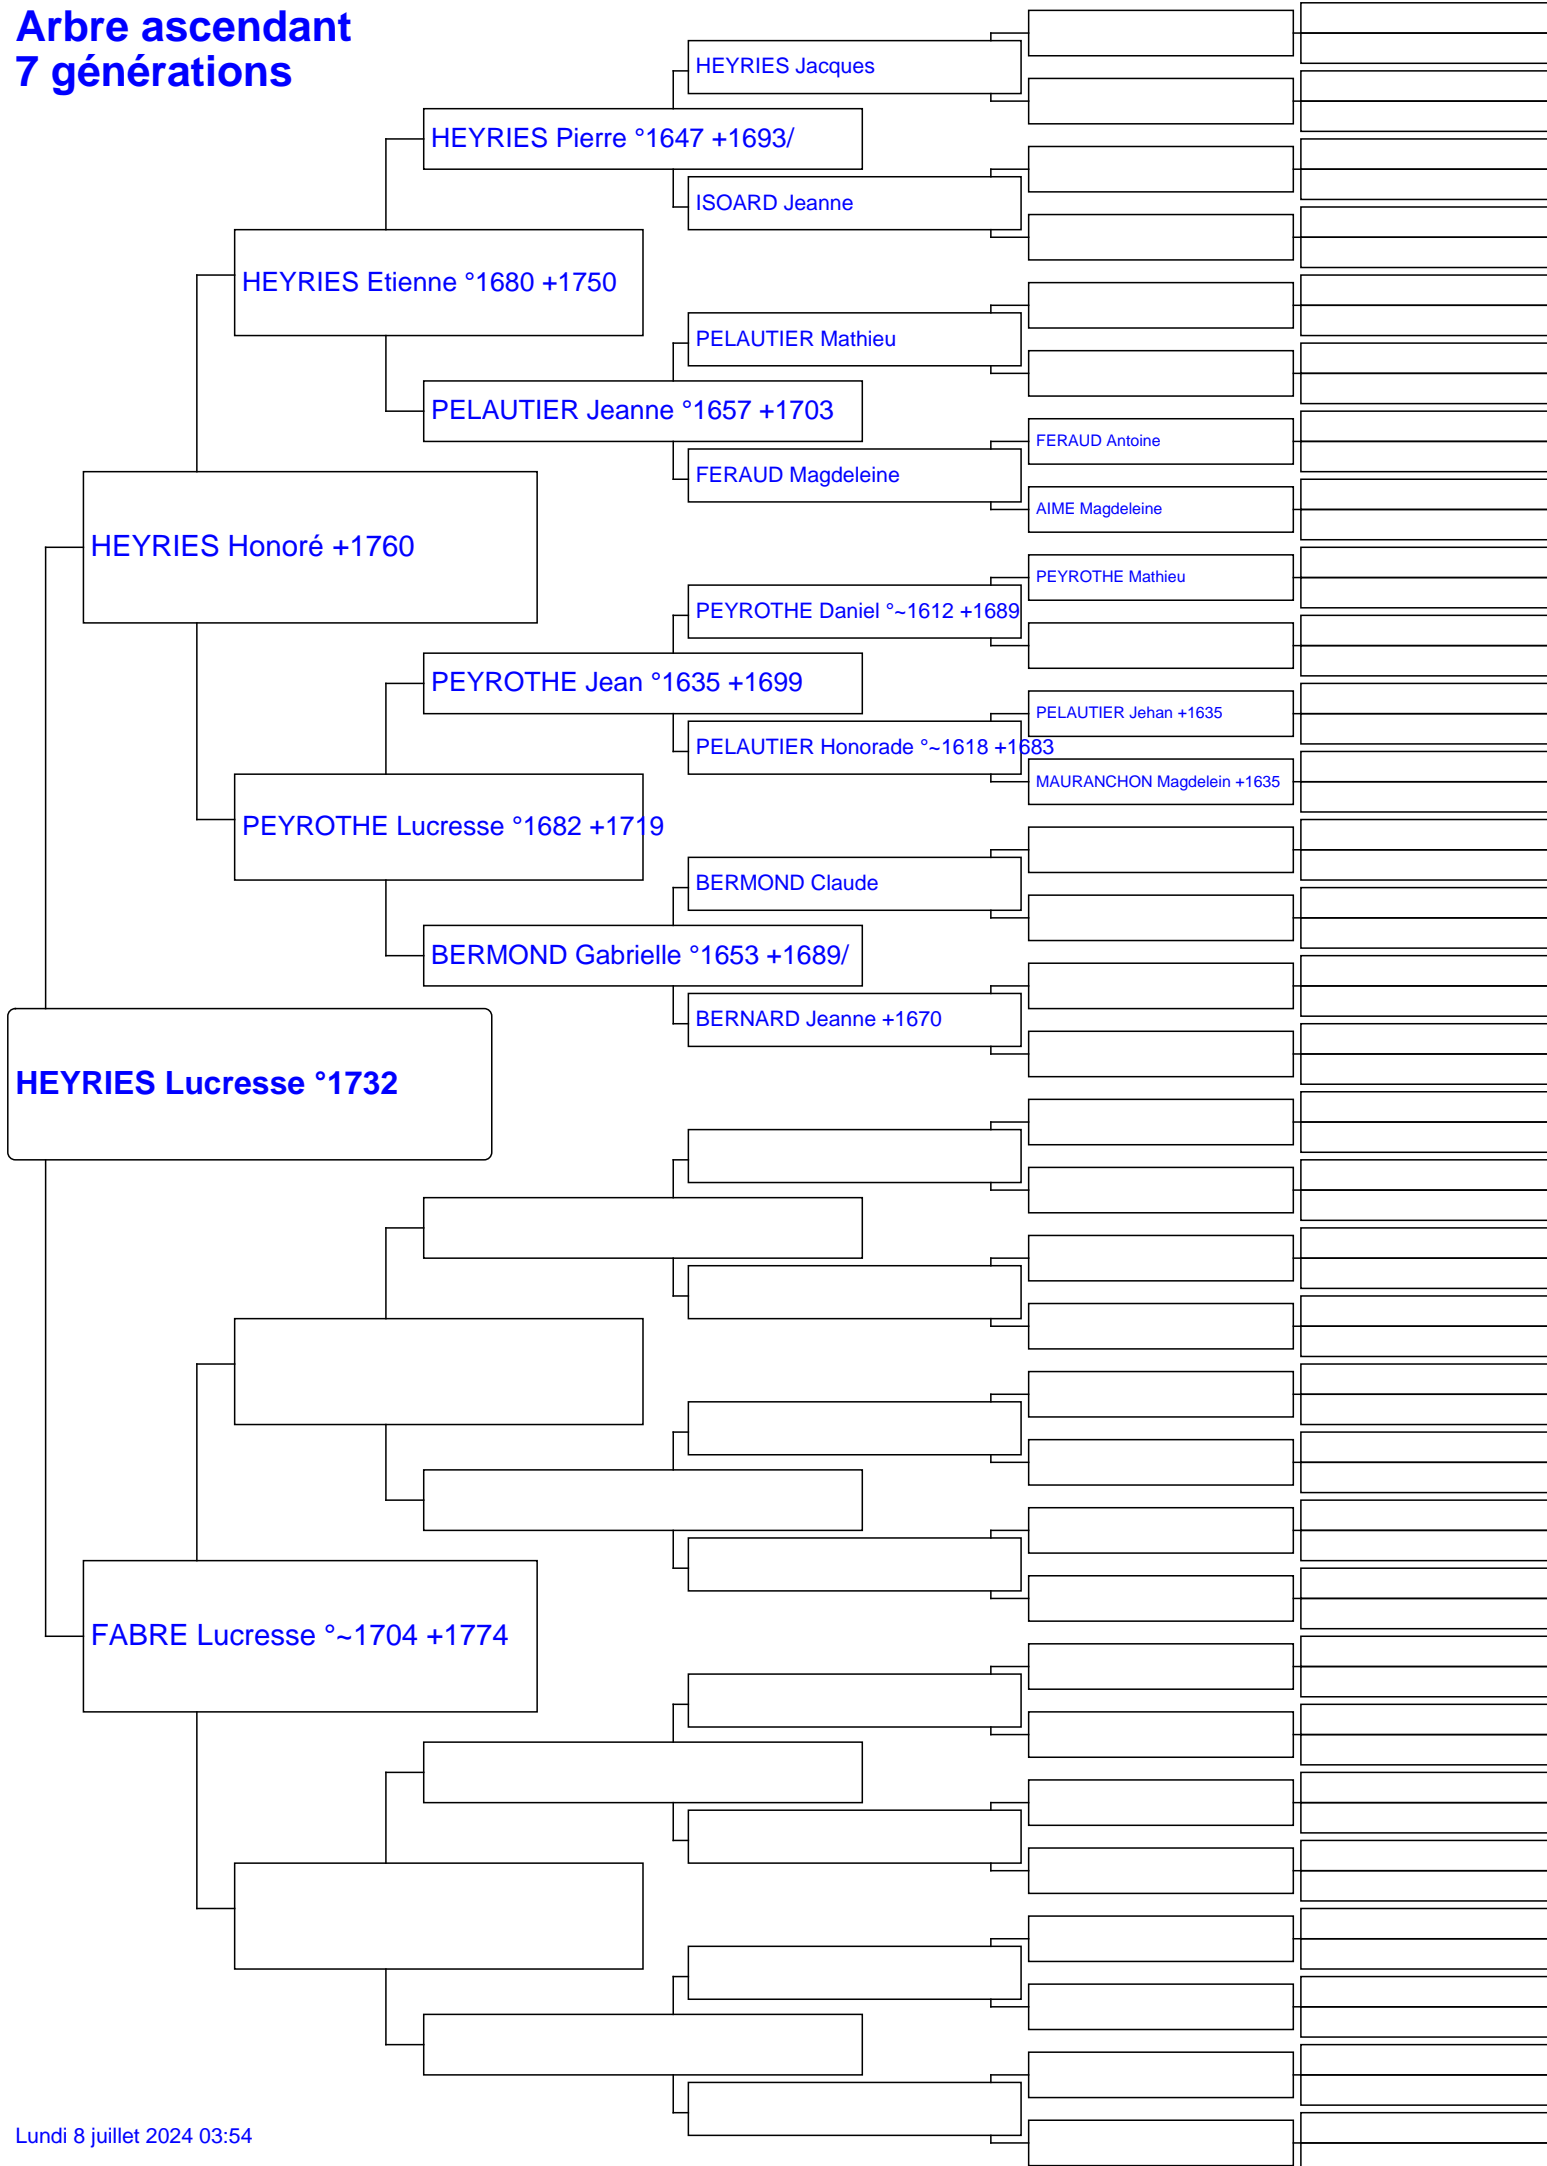 Arbre ascendant
7 générations
HEYRIES Jacques
HEYRIES Pierre °1647 +1693/
ISOARD Jeanne
HEYRIES Etienne °1680 +1750
PELAUTIER Mathieu
PELAUTIER Jeanne °1657 +1703
FERAUD Antoine
FERAUD Magdeleine
AIME Magdeleine
HEYRIES Honoré +1760
PEYROTHE Mathieu
PEYROTHE Daniel °~1612 +1689
PEYROTHE Jean °1635 +1699
PELAUTIER Jehan +1635
PELAUTIER Honorade °~1618 +1683
MAURANCHON Magdelein +1635
PEYROTHE Lucresse °1682 +1719
BERMOND Claude
BERMOND Gabrielle °1653 +1689/
BERNARD Jeanne +1670
HEYRIES Lucresse °1732
FABRE Lucresse °~1704 +1774
Lundi 8 juillet 2024 03:54